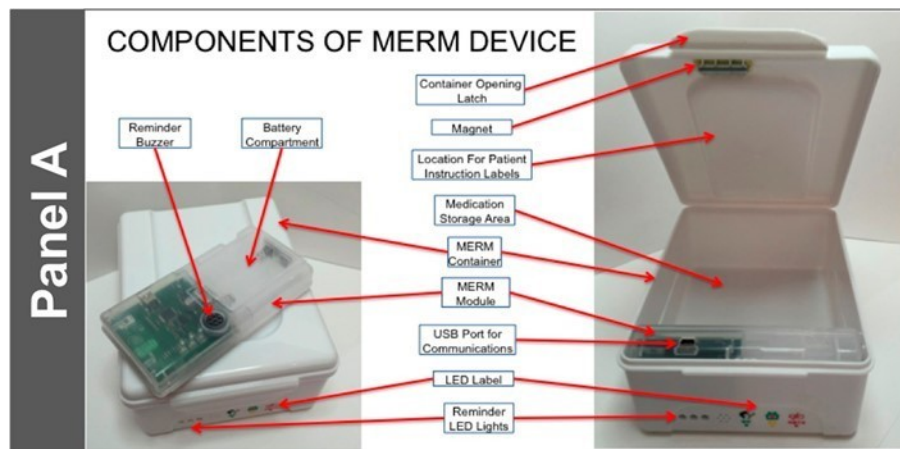 Panel A
COMPONENTS OF MERM DEVICE
Reminder
Buzzer
Battery
Compartment
Container Opening
Latch
Magnet
Location For Patient
Instruction Labels
Medication
Storage Area
MERM
Container
MERM
Module
USB Port for
Communications
LED Label
Reminder
LED Lights